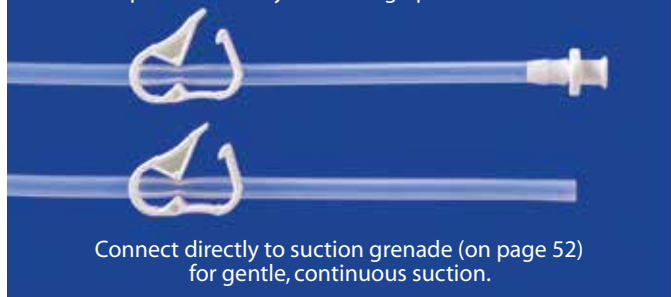 Connect directly to suction grenade (on page 52)
for gentle, continuous suction.